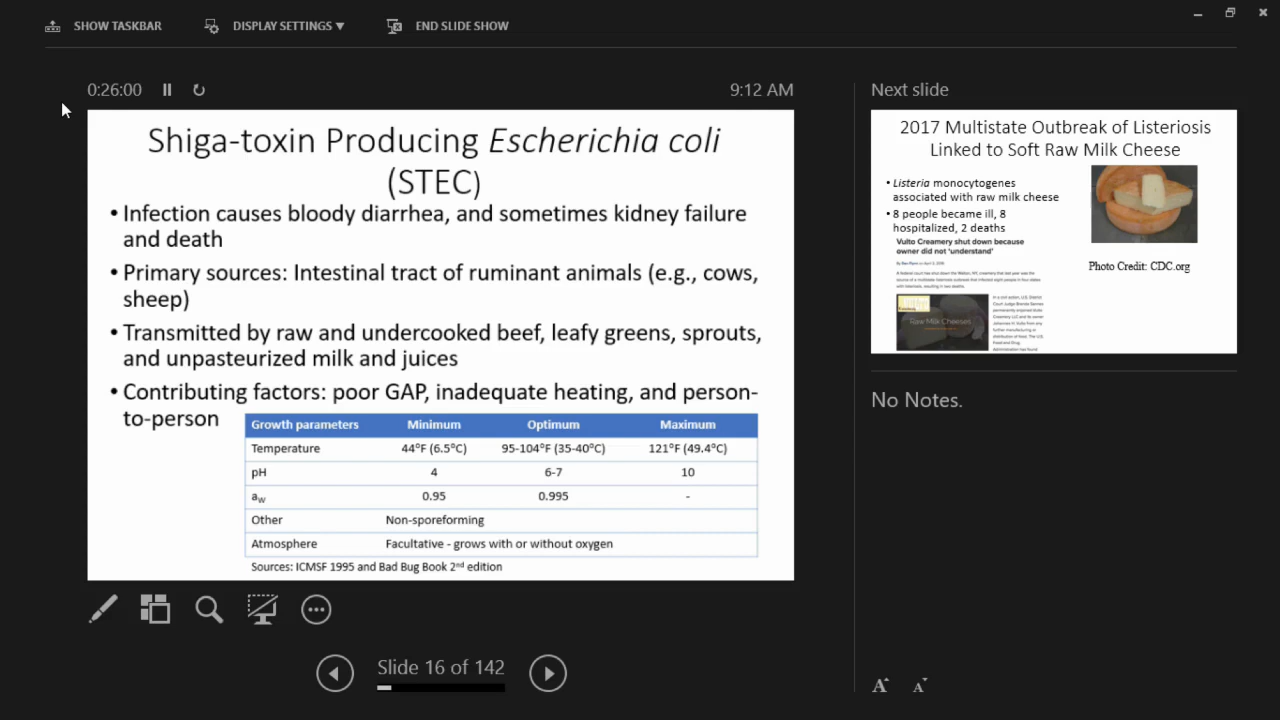 SHOW TASKBAR DISPLAY SETTINGS ▼ END SLIDE SHOW
0:26:00 9:12 AM
Shiga-toxin Producing Escherichia coli
(STEC)
• Infection causes bloody diarrhea, and sometimes kidney failure
and death
• Primary sources: Intestinal tract of ruminant animals (e.g., cows,
sheep)
• Transmitted by raw and undercooked beef, leafy greens, sprouts,
and unpasteurized milk and juices
• Contributing factors: poor GAP, inadequate heating, and person-
to-person
Growth parameters Minimum Optimum Maximum
Temperature 44°F (6.5°C) 95-104°F (35-40°C) 121°F (49.4°C)
pH 4 6-7 10
aw 0.95 0.995 -
Other Non-sporeforming
Atmosphere Facultative - grows with or without oxygen
Sources: ICMSF 1995 and Bad Bug Book 2nd edition
Slide 16 of 142
Next slide
2017 Multistate Outbreak of Listeriosis
Linked to Soft Raw Milk Cheese
• Listeria monocytogenes
associated with raw milk cheese
• 8 people became ill, 8
hospitalized, 2 deaths
Vulto Creamery shut down because
owner did not 'understand'
Raw Milk Cheeses
Photo Credit: CDC.org
No Notes.
A A